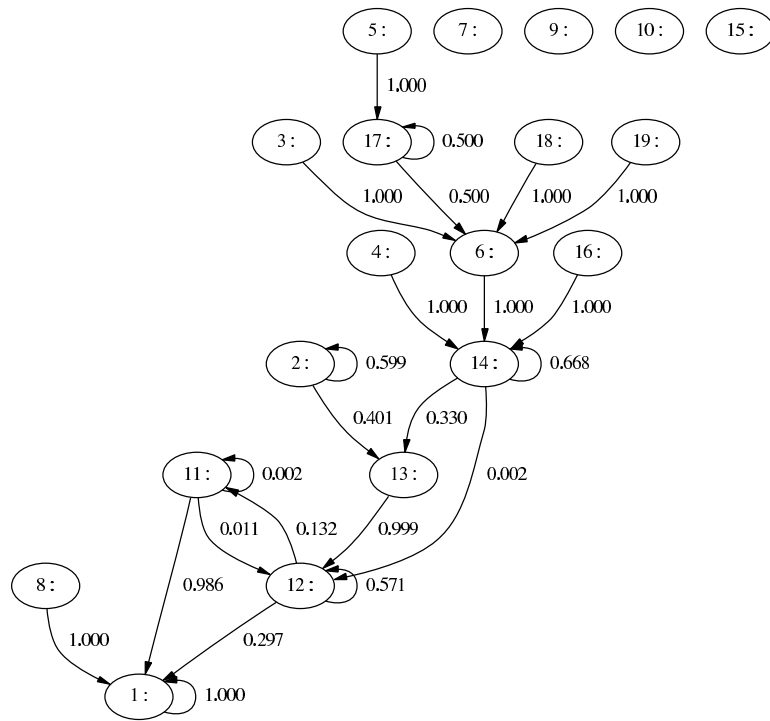 5 : 7 : 9 : 10 : 15 :
1.000
3 : 17 : 0.500 18 : 19 :
1.000 0.500 1.000 1.000
4 : 6 : 16 :
1.000 1.000 1.000
2 : 0.599 14 : 0.668
0.401 0.330
11 : 0.002 13 : 0.002
0.011 0.132 0.999
8 : 0.986 12 : 0.571
1.000 0.297
1 : 1.000